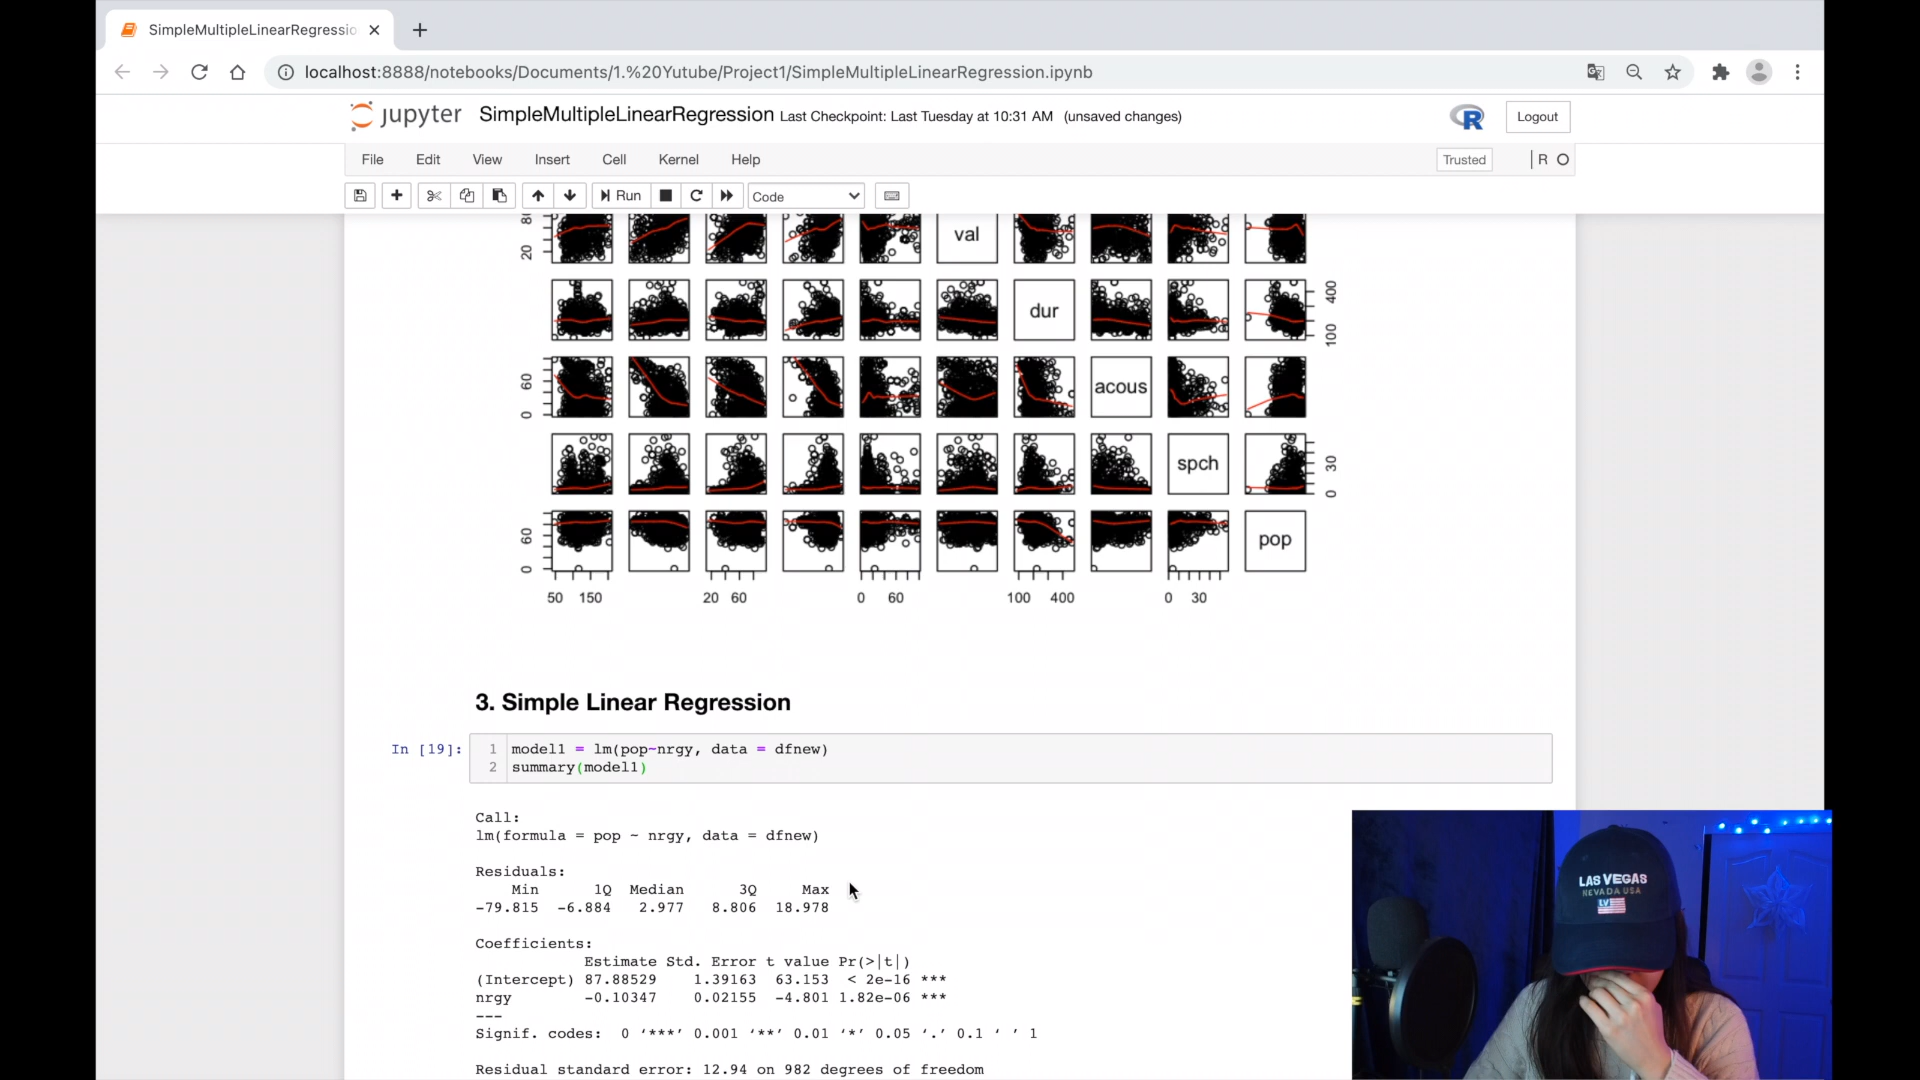 SimpleMultipleLinearRegressio
localhost:8888/notebooks/Documents/1.%20Yutube/Project1/SimpleMultipleLinearRegression.ipynb
jupyter SimpleMultipleLinearRegression Last Checkpoint: Last Tuesday at 10:31 AM (unsaved changes) R Logout
File Edit View Insert Cell Kernel Help Trusted R
Run Code
20 val
dur 100 400
0 60 acous
spch 0 30
0 60 pop
50 150 20 60 0 60 100 400 0 30
3. Simple Linear Regression
In [19]: 1 model1 = lm(pop~nrgy, data = dfnew)
2 summary(model1)
Call:
lm(formula = pop ~ nrgy, data = dfnew)
Residuals:
Min 1Q Median 3Q Max
-79.815 -6.884 2.977 8.806 18.978
Coefficients:
Estimate Std. Error t value Pr(>|t|)
(Intercept) 87.88529 1.39163 63.153 < 2e-16 ***
nrgy -0.10347 0.02155 -4.801 1.82e-06 ***
---
Signif. codes: 0 ‘***’ 0.001 ‘**’ 0.01 ‘*’ 0.05 ‘.’ 0.1 ‘ ’ 1
Residual standard error: 12.94 on 982 degrees of freedom
LAS VEGAS
NEVADA USA
LV